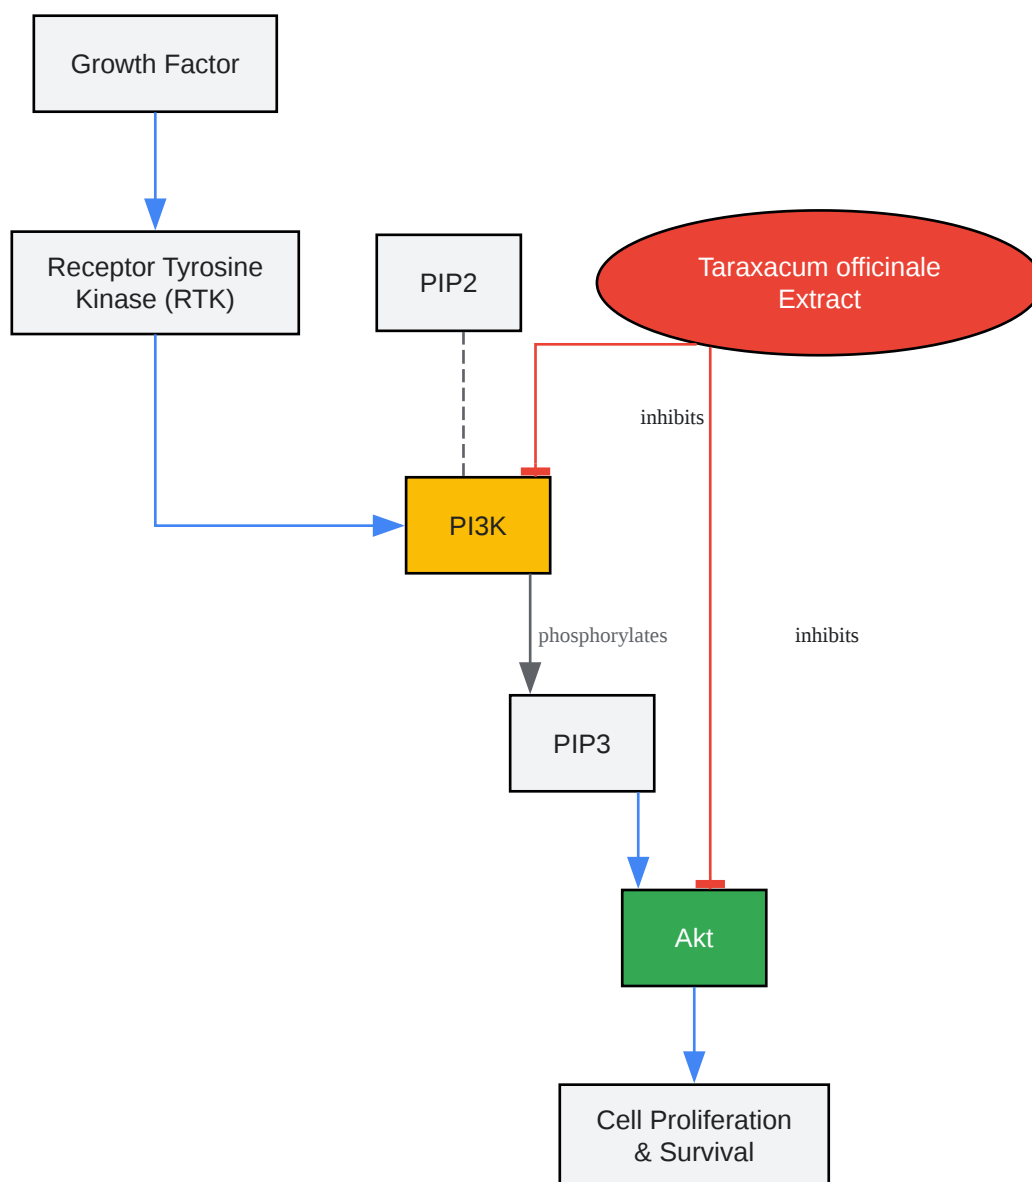 Growth Factor
Receptor Tyrosine
Kinase (RTK)
PIP2
Taraxacum officinale
Extract
inhibits
PI3K
phosphorylates
inhibits
PIP3
Akt
Cell Proliferation
& Survival